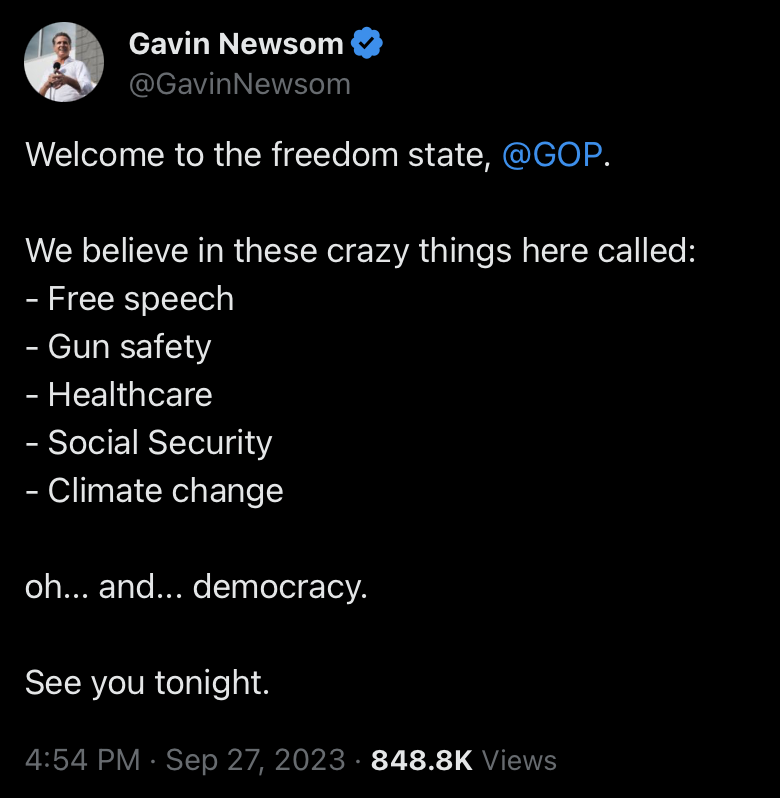 Gavin Newsom
@GavinNewsom
Welcome to the freedom state, @GOP.
We believe in these crazy things here called:
- Free speech
- Gun safety
- Healthcare
- Social Security
- Climate change
oh... and... democracy.
See you tonight.
4:54 PM · Sep 27, 2023 · 848.8K Views